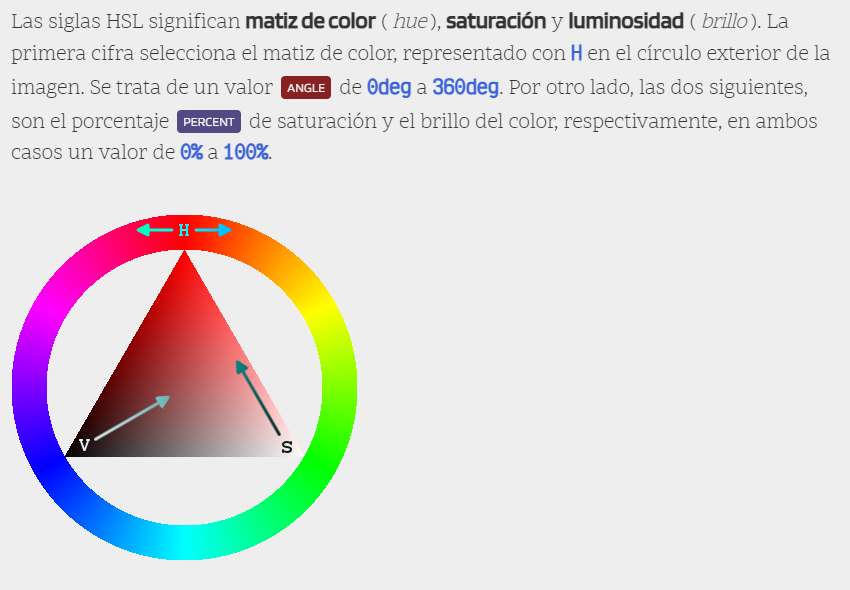 Las siglas HSL significan matiz de color ( hue ), saturación y luminosidad ( brillo ). La
primera cifra selecciona el matiz de color, representado con H en el círculo exterior de la
imagen. Se trata de un valor ANGLE de 0deg a 360deg. Por otro lado, las dos siguientes,
son el porcentaje PERCENT de saturación y el brillo del color, respectivamente, en ambos
casos un valor de 0% a 100%.
H
V
S